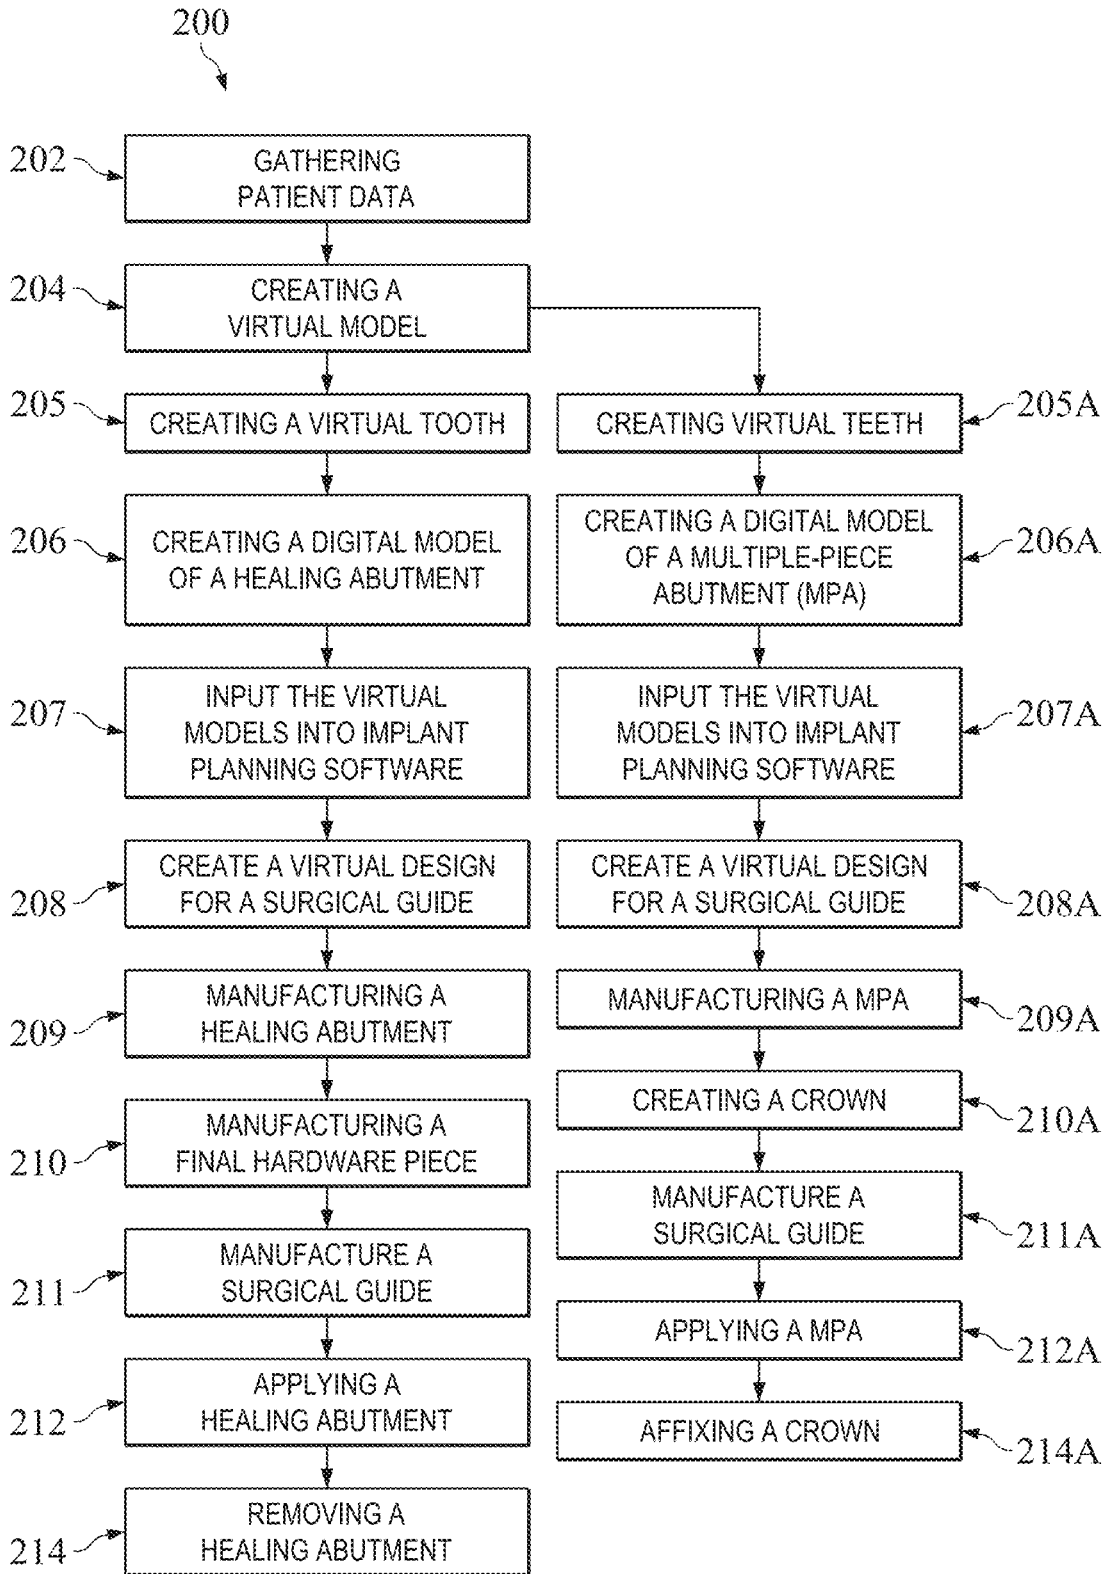 200
202
GATHERING
PATIENT DATA
204
CREATING A
VIRTUAL MODEL
205
CREATING A VIRTUAL TOOTH
CREATING VIRTUAL TEETH
205A
206
CREATING A DIGITAL MODEL
OF A HEALING ABUTMENT
CREATING A DIGITAL MODEL
OF A MULTIPLE-PIECE
ABUTMENT (MPA)
206A
207
INPUT THE VIRTUAL
MODELS INTO IMPLANT
PLANNING SOFTWARE
INPUT THE VIRTUAL
MODELS INTO IMPLANT
PLANNING SOFTWARE
207A
208
CREATE A VIRTUAL DESIGN
FOR A SURGICAL GUIDE
CREATE A VIRTUAL DESIGN
FOR A SURGICAL GUIDE
208A
209
MANUFACTURING A
HEALING ABUTMENT
MANUFACTURING A MPA
209A
210
MANUFACTURING A
FINAL HARDWARE PIECE
CREATING A CROWN
210A
211
MANUFACTURE A
SURGICAL GUIDE
MANUFACTURE A
SURGICAL GUIDE
211A
212
APPLYING A
HEALING ABUTMENT
APPLYING A MPA
212A
214
REMOVING A
HEALING ABUTMENT
AFFIXING A CROWN
214A